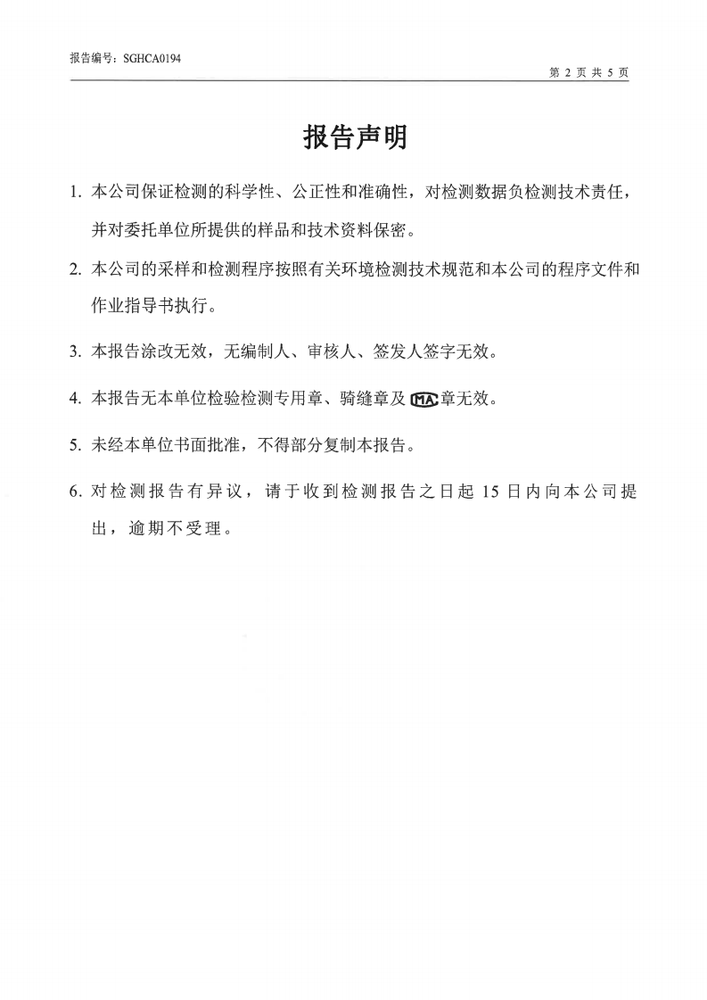 报告编号：SGHCA0194
第 2 页 共 5 页
报告声明
1. 本公司保证检测的科学性、公正性和准确性，对检测数据负检测技术责任，
并对委托单位所提供的样品和技术资料保密。
2. 本公司的采样和检测程序按照有关环境检测技术规范和本公司的程序文件和
作业指导书执行。
3. 本报告涂改无效，无编制人、审核人、签发人签字无效。
4. 本报告无本单位检验检测专用章、骑缝章及 CMA 章无效。
5. 未经本单位书面批准，不得部分复制本报告。
6. 对检测报告有异议，请于收到检测报告之日起 15 日内向本公司提
出，逾期不受理。